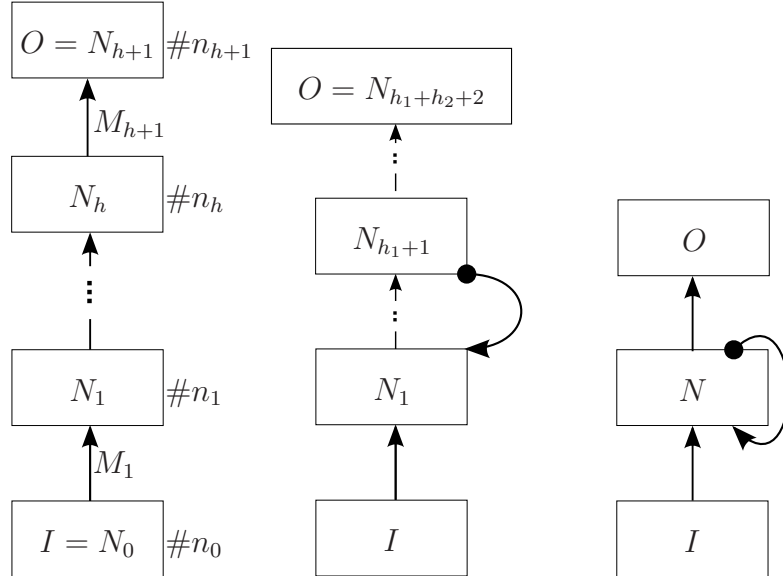 $O = N_{h+1}$ $\#n_{h+1}$
$M_{h+1}$
$N_h$ $\#n_h$
...
$N_1$ $\#n_1$
$M_1$
$I = N_0$ $\#n_0$
$O = N_{h_1+h_2+2}$
..
$N_{h_1+1}$
..
$N_1$
$I$
$O$
$N$
$I$